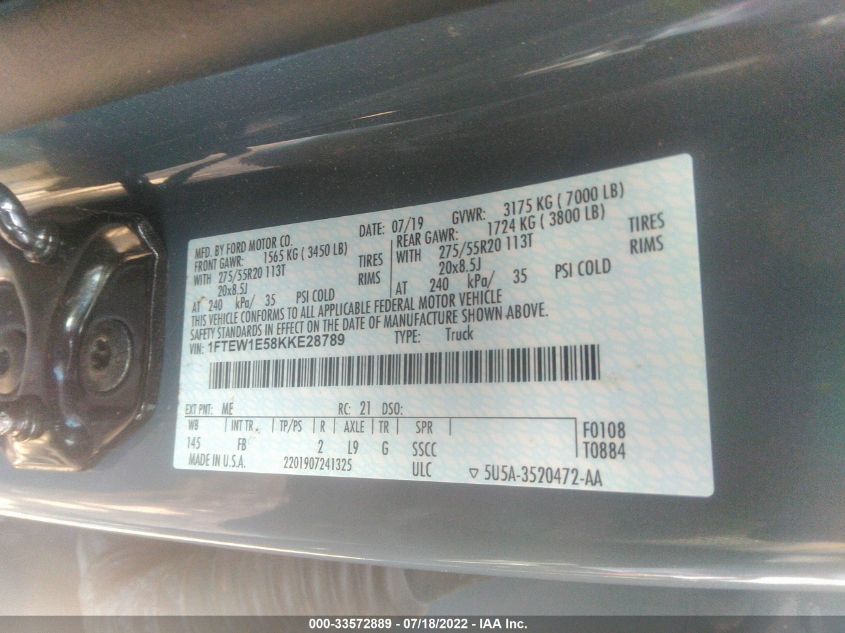 MFD. BY FORD MOTOR CO. DATE: 07/19 GVWR: 3175 KG ( 7000 LB)
FRONT GAWR: 1565 KG ( 3450 LB) REAR GAWR: 1724 KG ( 3800 LB)
WITH 275/55R20 113T TIRES WITH 275/55R20 113T TIRES
20x8.5J RIMS 20x8.5J RIMS
AT 240 kPa/ 35 PSI COLD AT 240 kPa/ 35 PSI COLD
THIS VEHICLE CONFORMS TO ALL APPLICABLE FEDERAL MOTOR VEHICLE
SAFETY STANDARDS IN EFFECT ON THE DATE OF MANUFACTURE SHOWN ABOVE.
VIN: 1FTEW1E58KKE28789 TYPE: Truck
EXT PNT: ME RC: 21 DSO:
WB INT TR. TP/PS R AXLE TR SPR F0108
145 FB 2 L9 G SSCC T0884
MADE IN U.S.A. 2201907241325 ULC ▽ 5U5A-3520472-AA
000-33572889 - 07/18/2022 - IAA Inc.